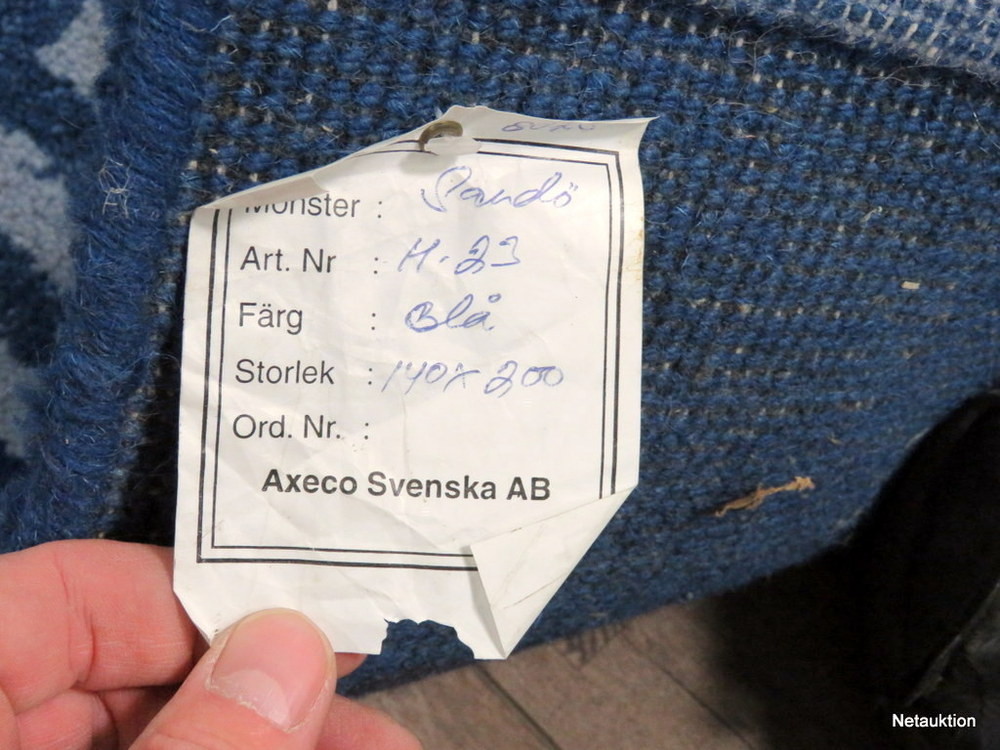 Mönster : Sandö
Art. Nr : H-23
Färg : Blå
Storlek : 140x200
Ord. Nr. :
Axeco Svenska AB
Netauktion